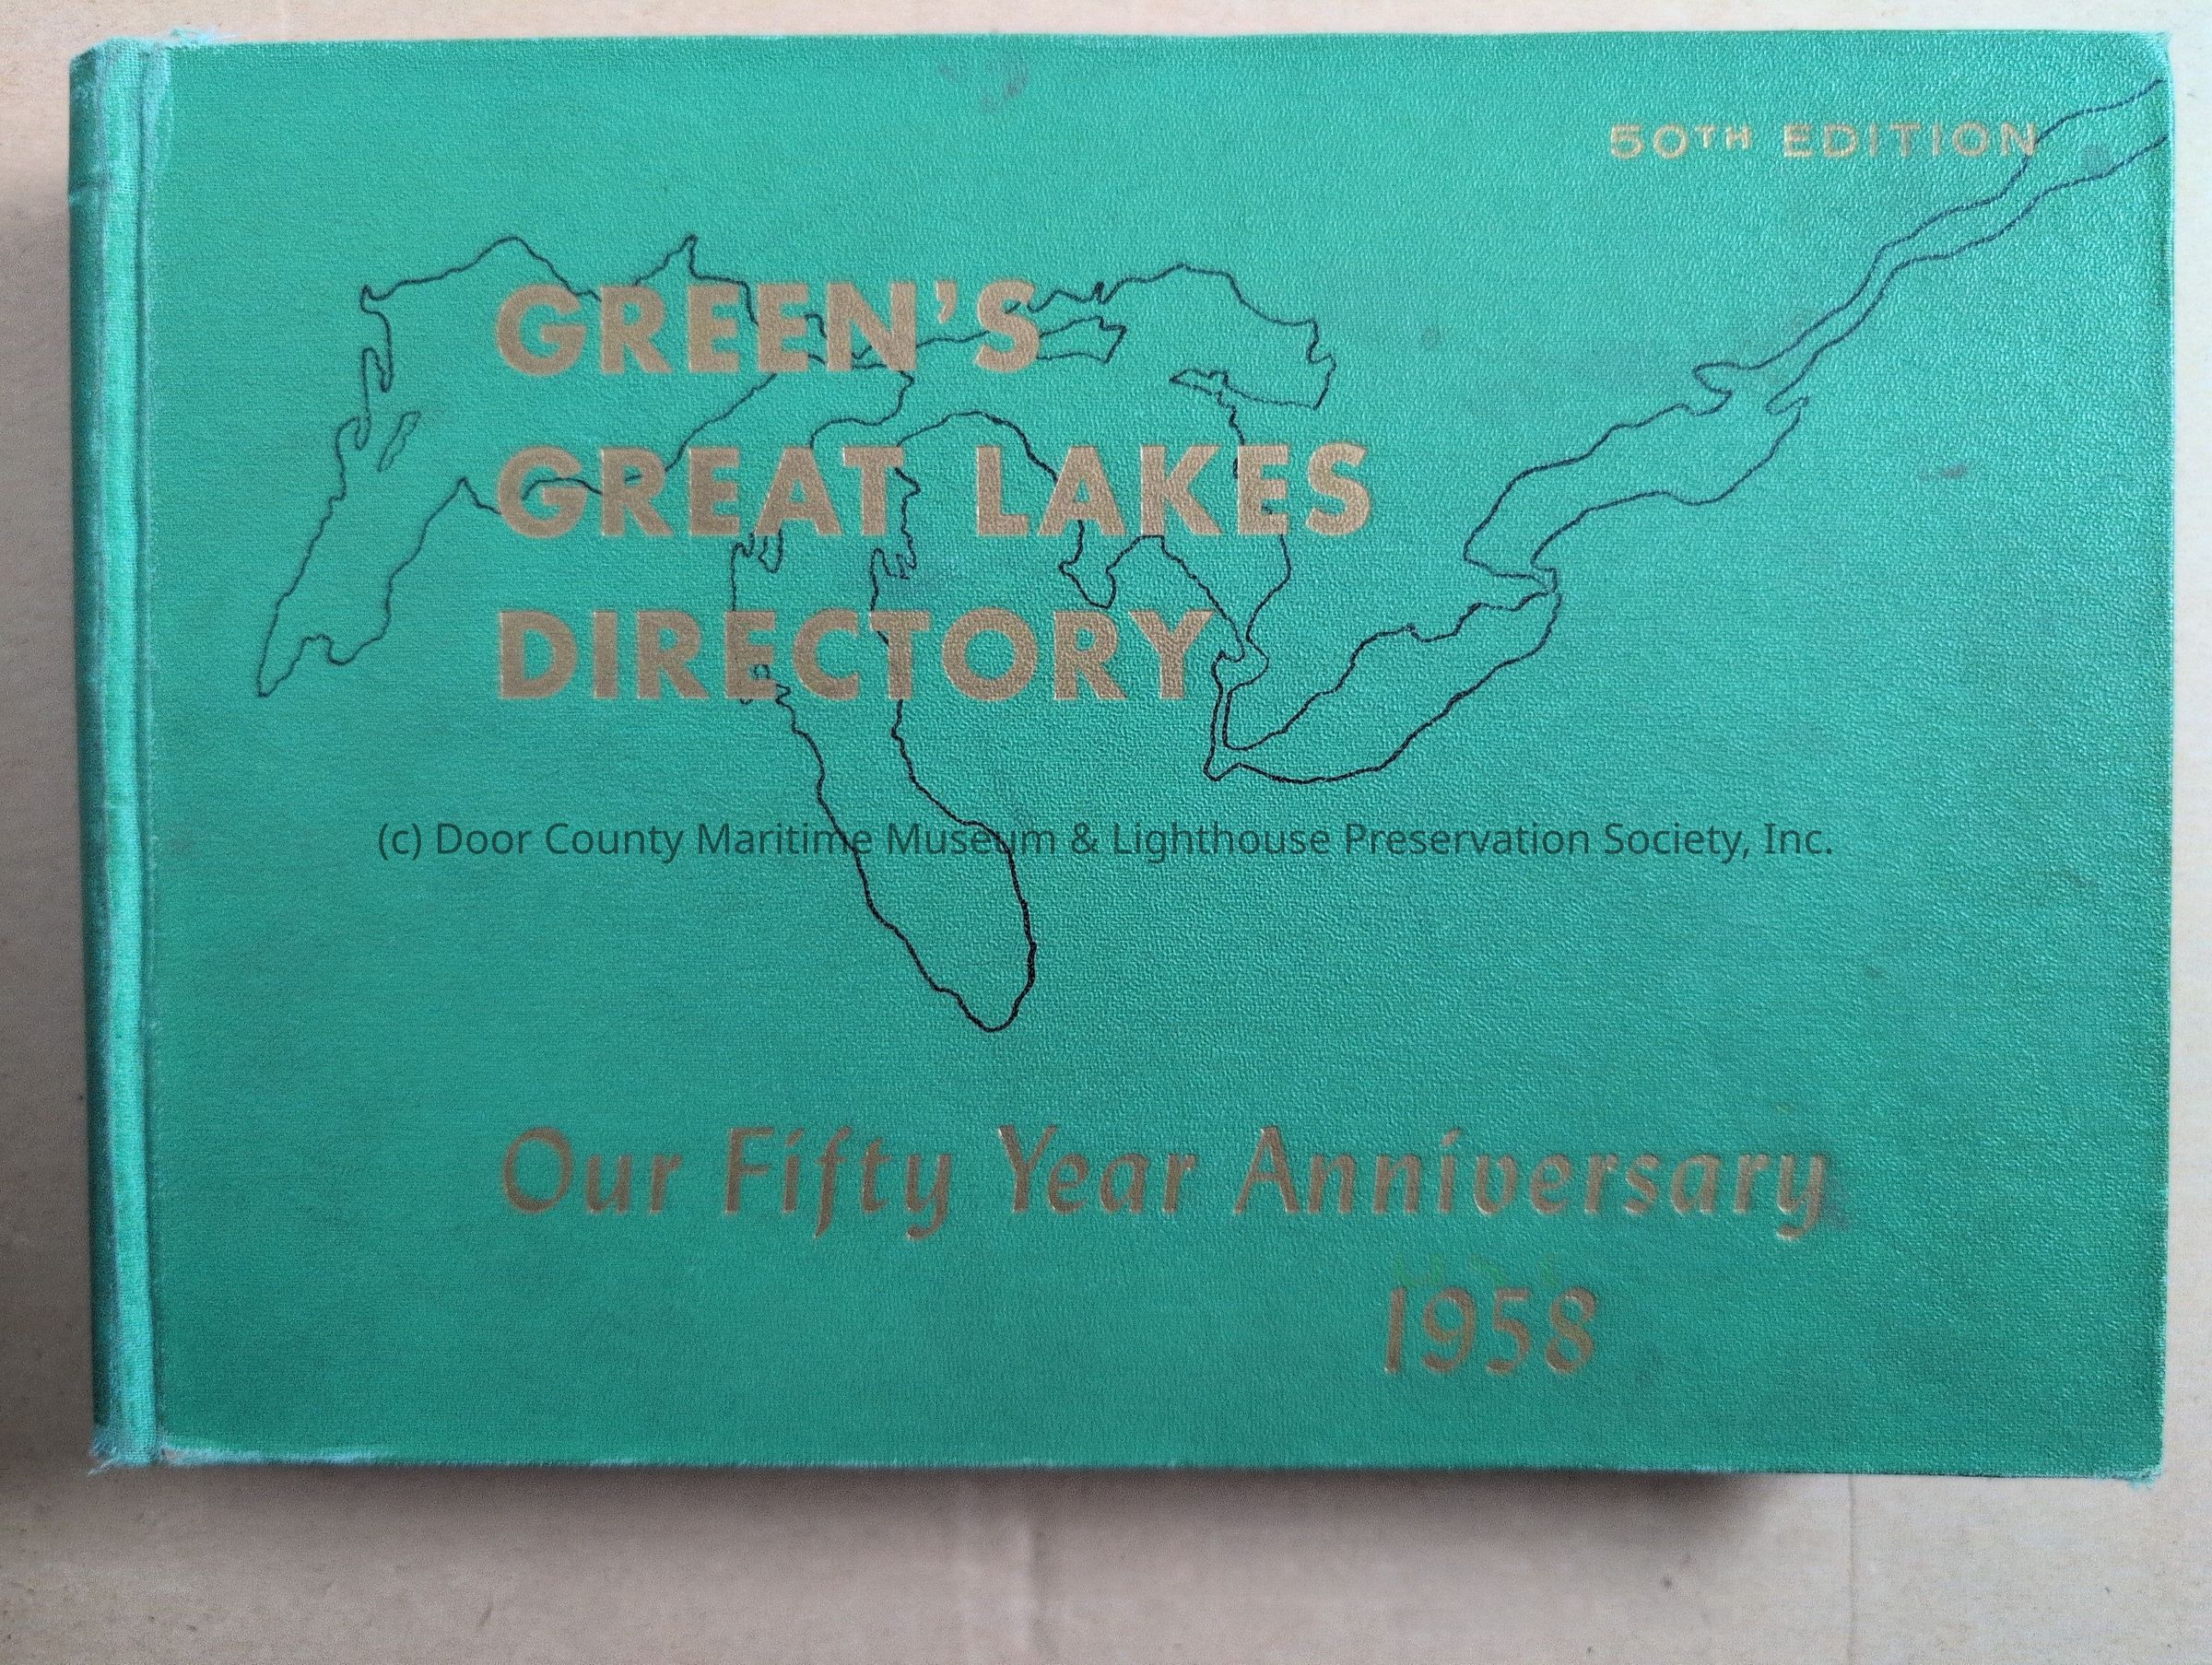 50TH EDITION
GREEN'S
GREAT LAKES
DIRECTORY
(c) Door County Maritime Museum & Lighthouse Preservation Society, Inc.
Our Fifty Year Anniversary
1958